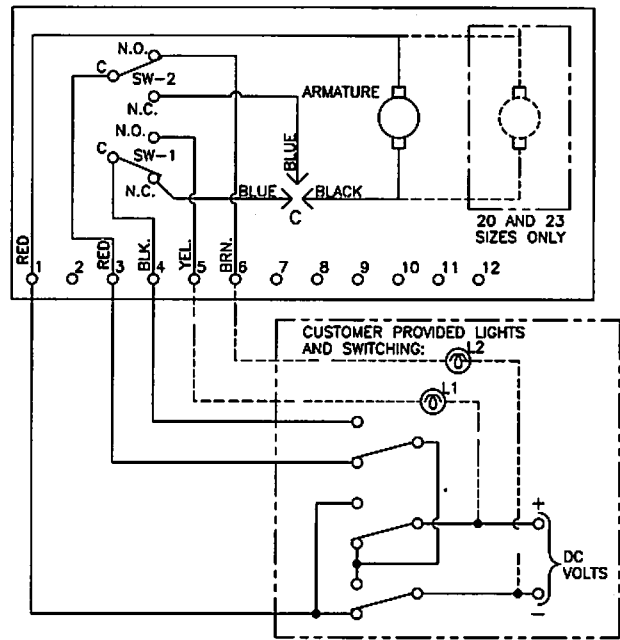 N.O.
C
SW-2
N.C.
N.O.
C
SW-1
N.C.
ARMATURE
BLUE
BLUE
BLACK
C
20 AND 23
SIZES ONLY
RED
RED
BLK.
YEL.
BRN.
1 2 3 4 5 6 7 8 9 10 11 12
CUSTOMER PROVIDED LIGHTS
AND SWITCHING:
L2
L1
+
DC
VOLTS
−